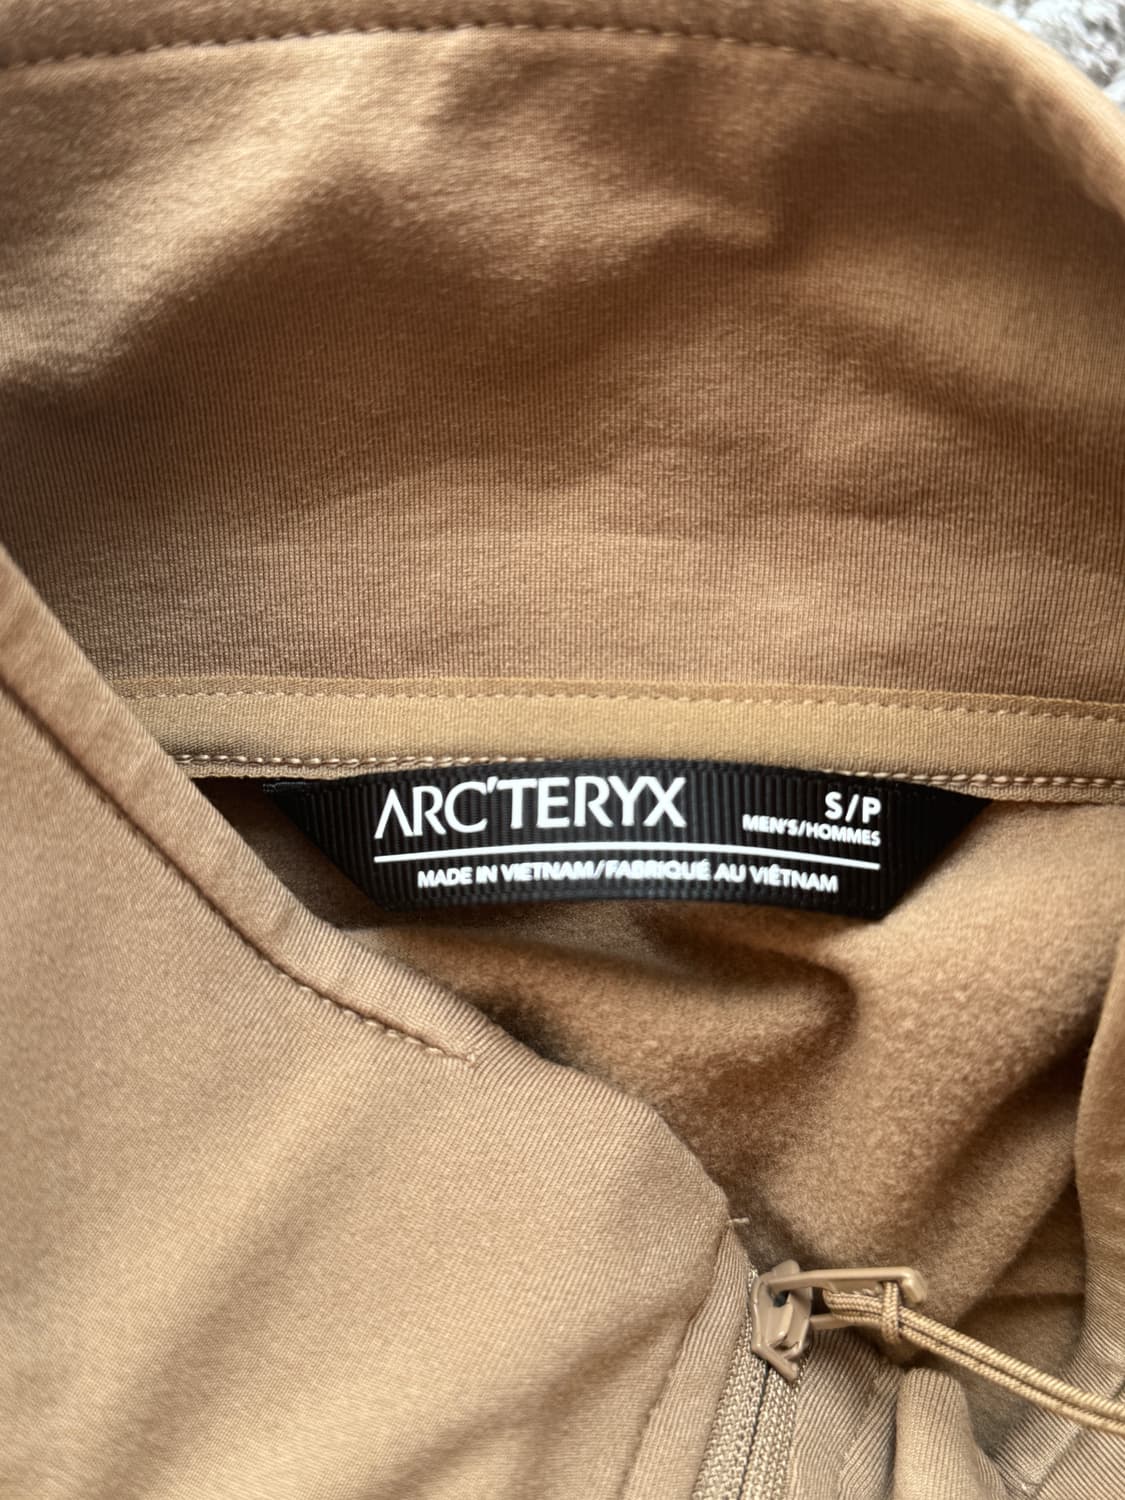 ARC'TERYX
S/P
MEN'S/HOMMES
MADE IN VIETNAM/FABRIQUÉ AU VIÊTNAM